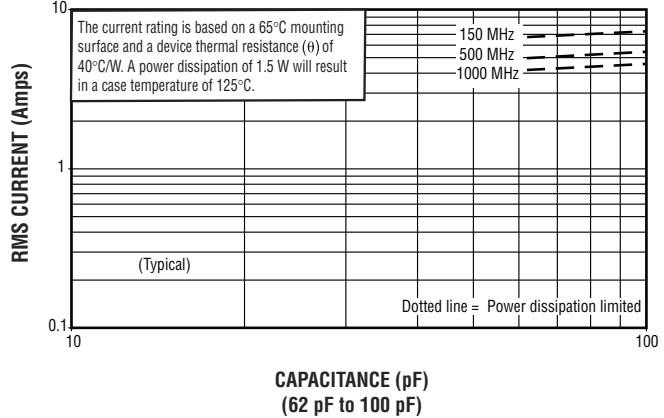 10
The current rating is based on a 65°C mounting
surface and a device thermal resistance (θ) of
40°C/W. A power dissipation of 1.5 W will result
in a case temperature of 125°C.
150 MHz
500 MHz
1000 MHz
RMS CURRENT (Amps)
1
(Typical)
Dotted line = Power dissipation limited
0.1
10
100
CAPACITANCE (pF)
(62 pF to 100 pF)